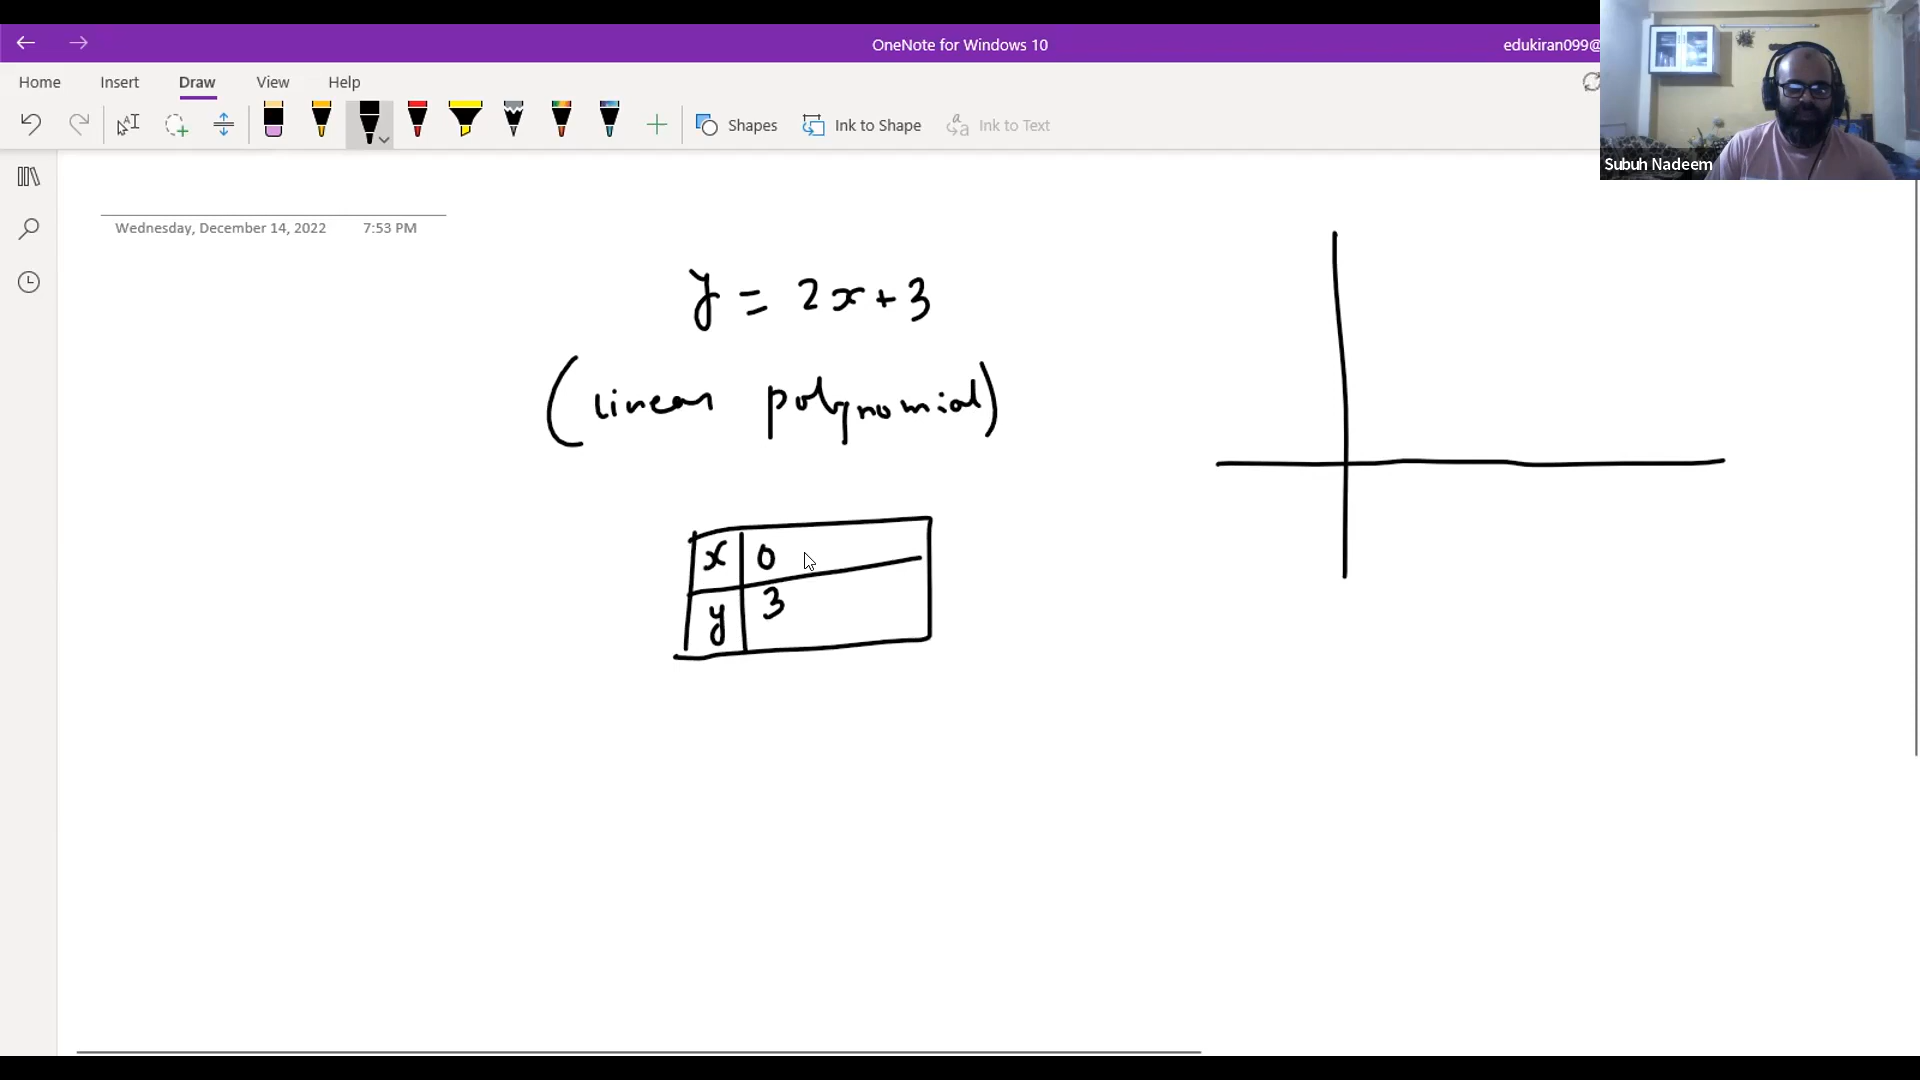 OneNote for Windows 10
edukiran099@
Home Insert Draw View Help
Shapes Ink to Shape Ink to Text
Subuh Nadeem
Wednesday, December 14, 2022 7:53 PM
y = 2x+3
(linear polynomial)
x 0
y 3